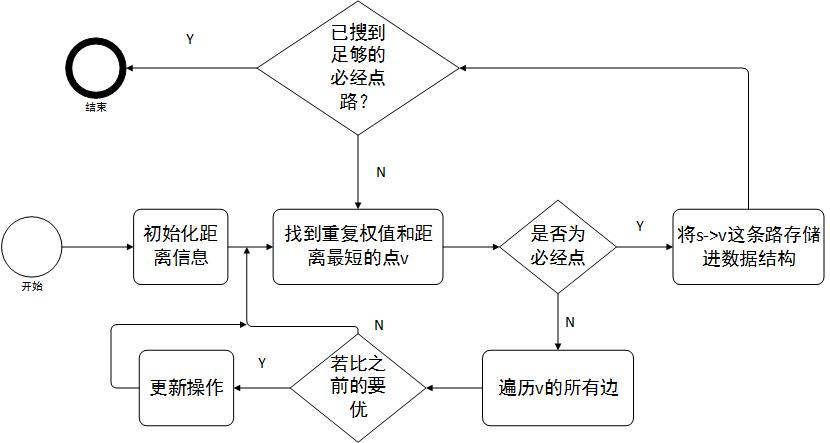 已搜到
足够的
必经点
路？
Y
结束
N
开始
初始化距
离信息
找到重复权值和距
离最短的点v
是否为
必经点
Y
将s->v这条路存储
进数据结构
N
N
更新操作
Y
若比之
前的要
优
遍历v的所有边